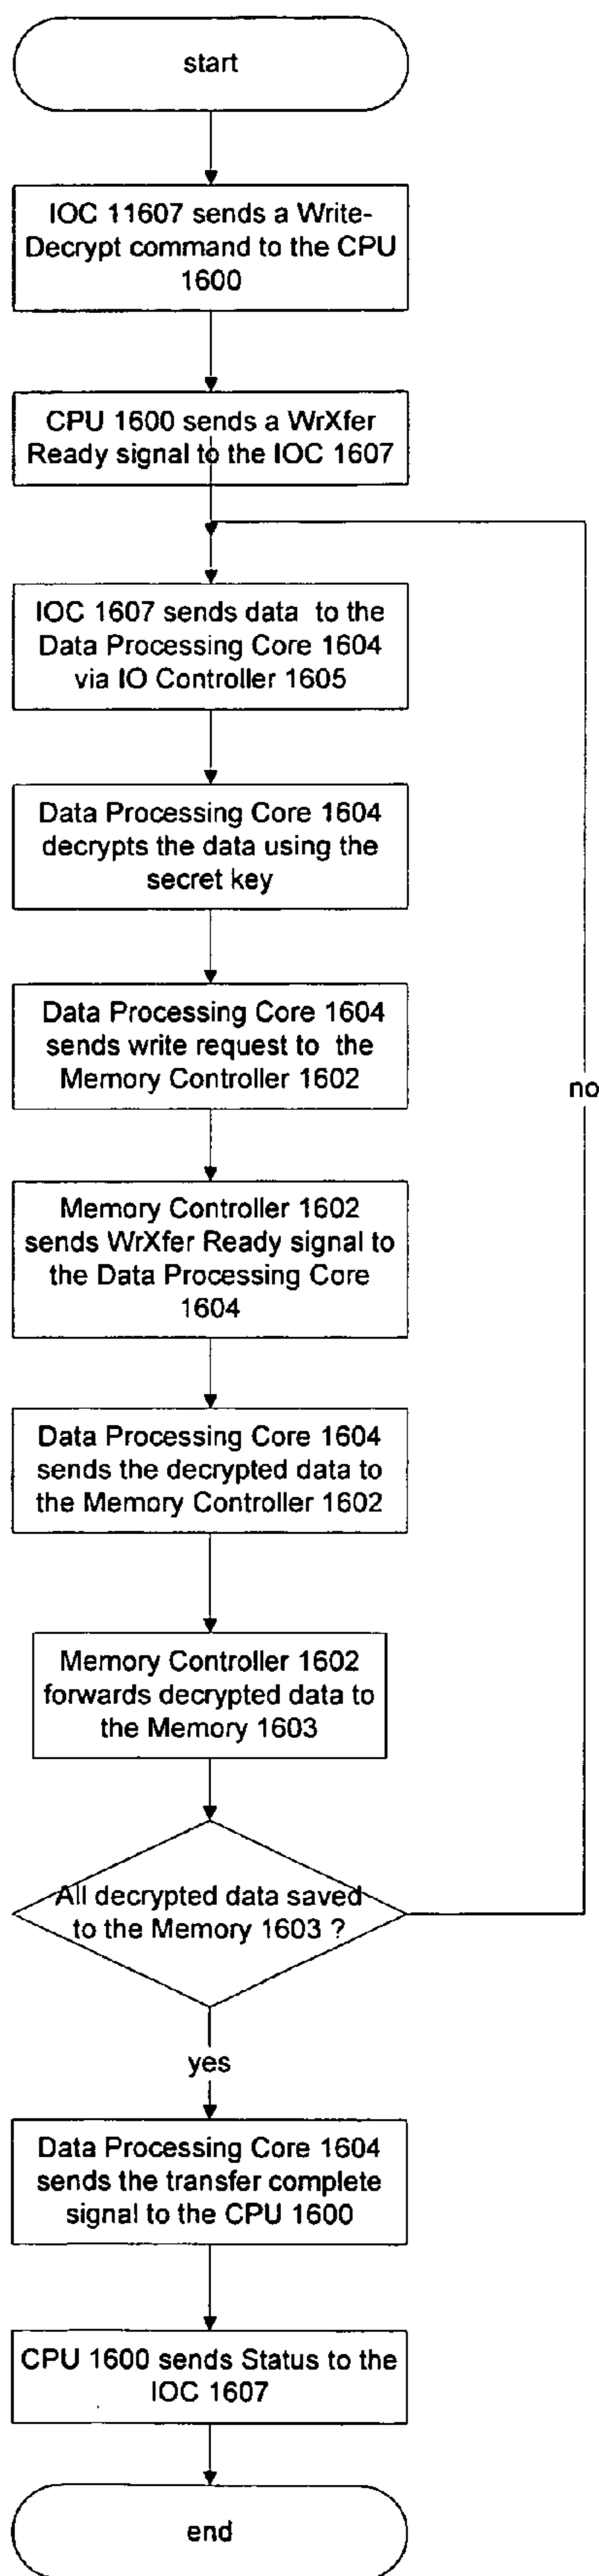 start
IOC 11607 sends a Write-
Decrypt command to the CPU
1600
CPU 1600 sends a WrXfer
Ready signal to the IOC 1607
IOC 1607 sends data to the
Data Processing Core 1604
via IO Controller 1605
Data Processing Core 1604
decrypts the data using the
secret key
Data Processing Core 1604
sends write request to the
Memory Controller 1602
no
Memory Controller 1602
sends WrXfer Ready signal to
the Data Processing Core
1604
Data Processing Core 1604
sends the decrypted data to
the Memory Controller 1602
Memory Controller 1602
forwards decrypted data to
the Memory 1603
All decrypted data saved
to the Memory 1603 ?
yes
Data Processing Core 1604
sends the transfer complete
signal to the CPU 1600
CPU 1600 sends Status to the
IOC 1607
end